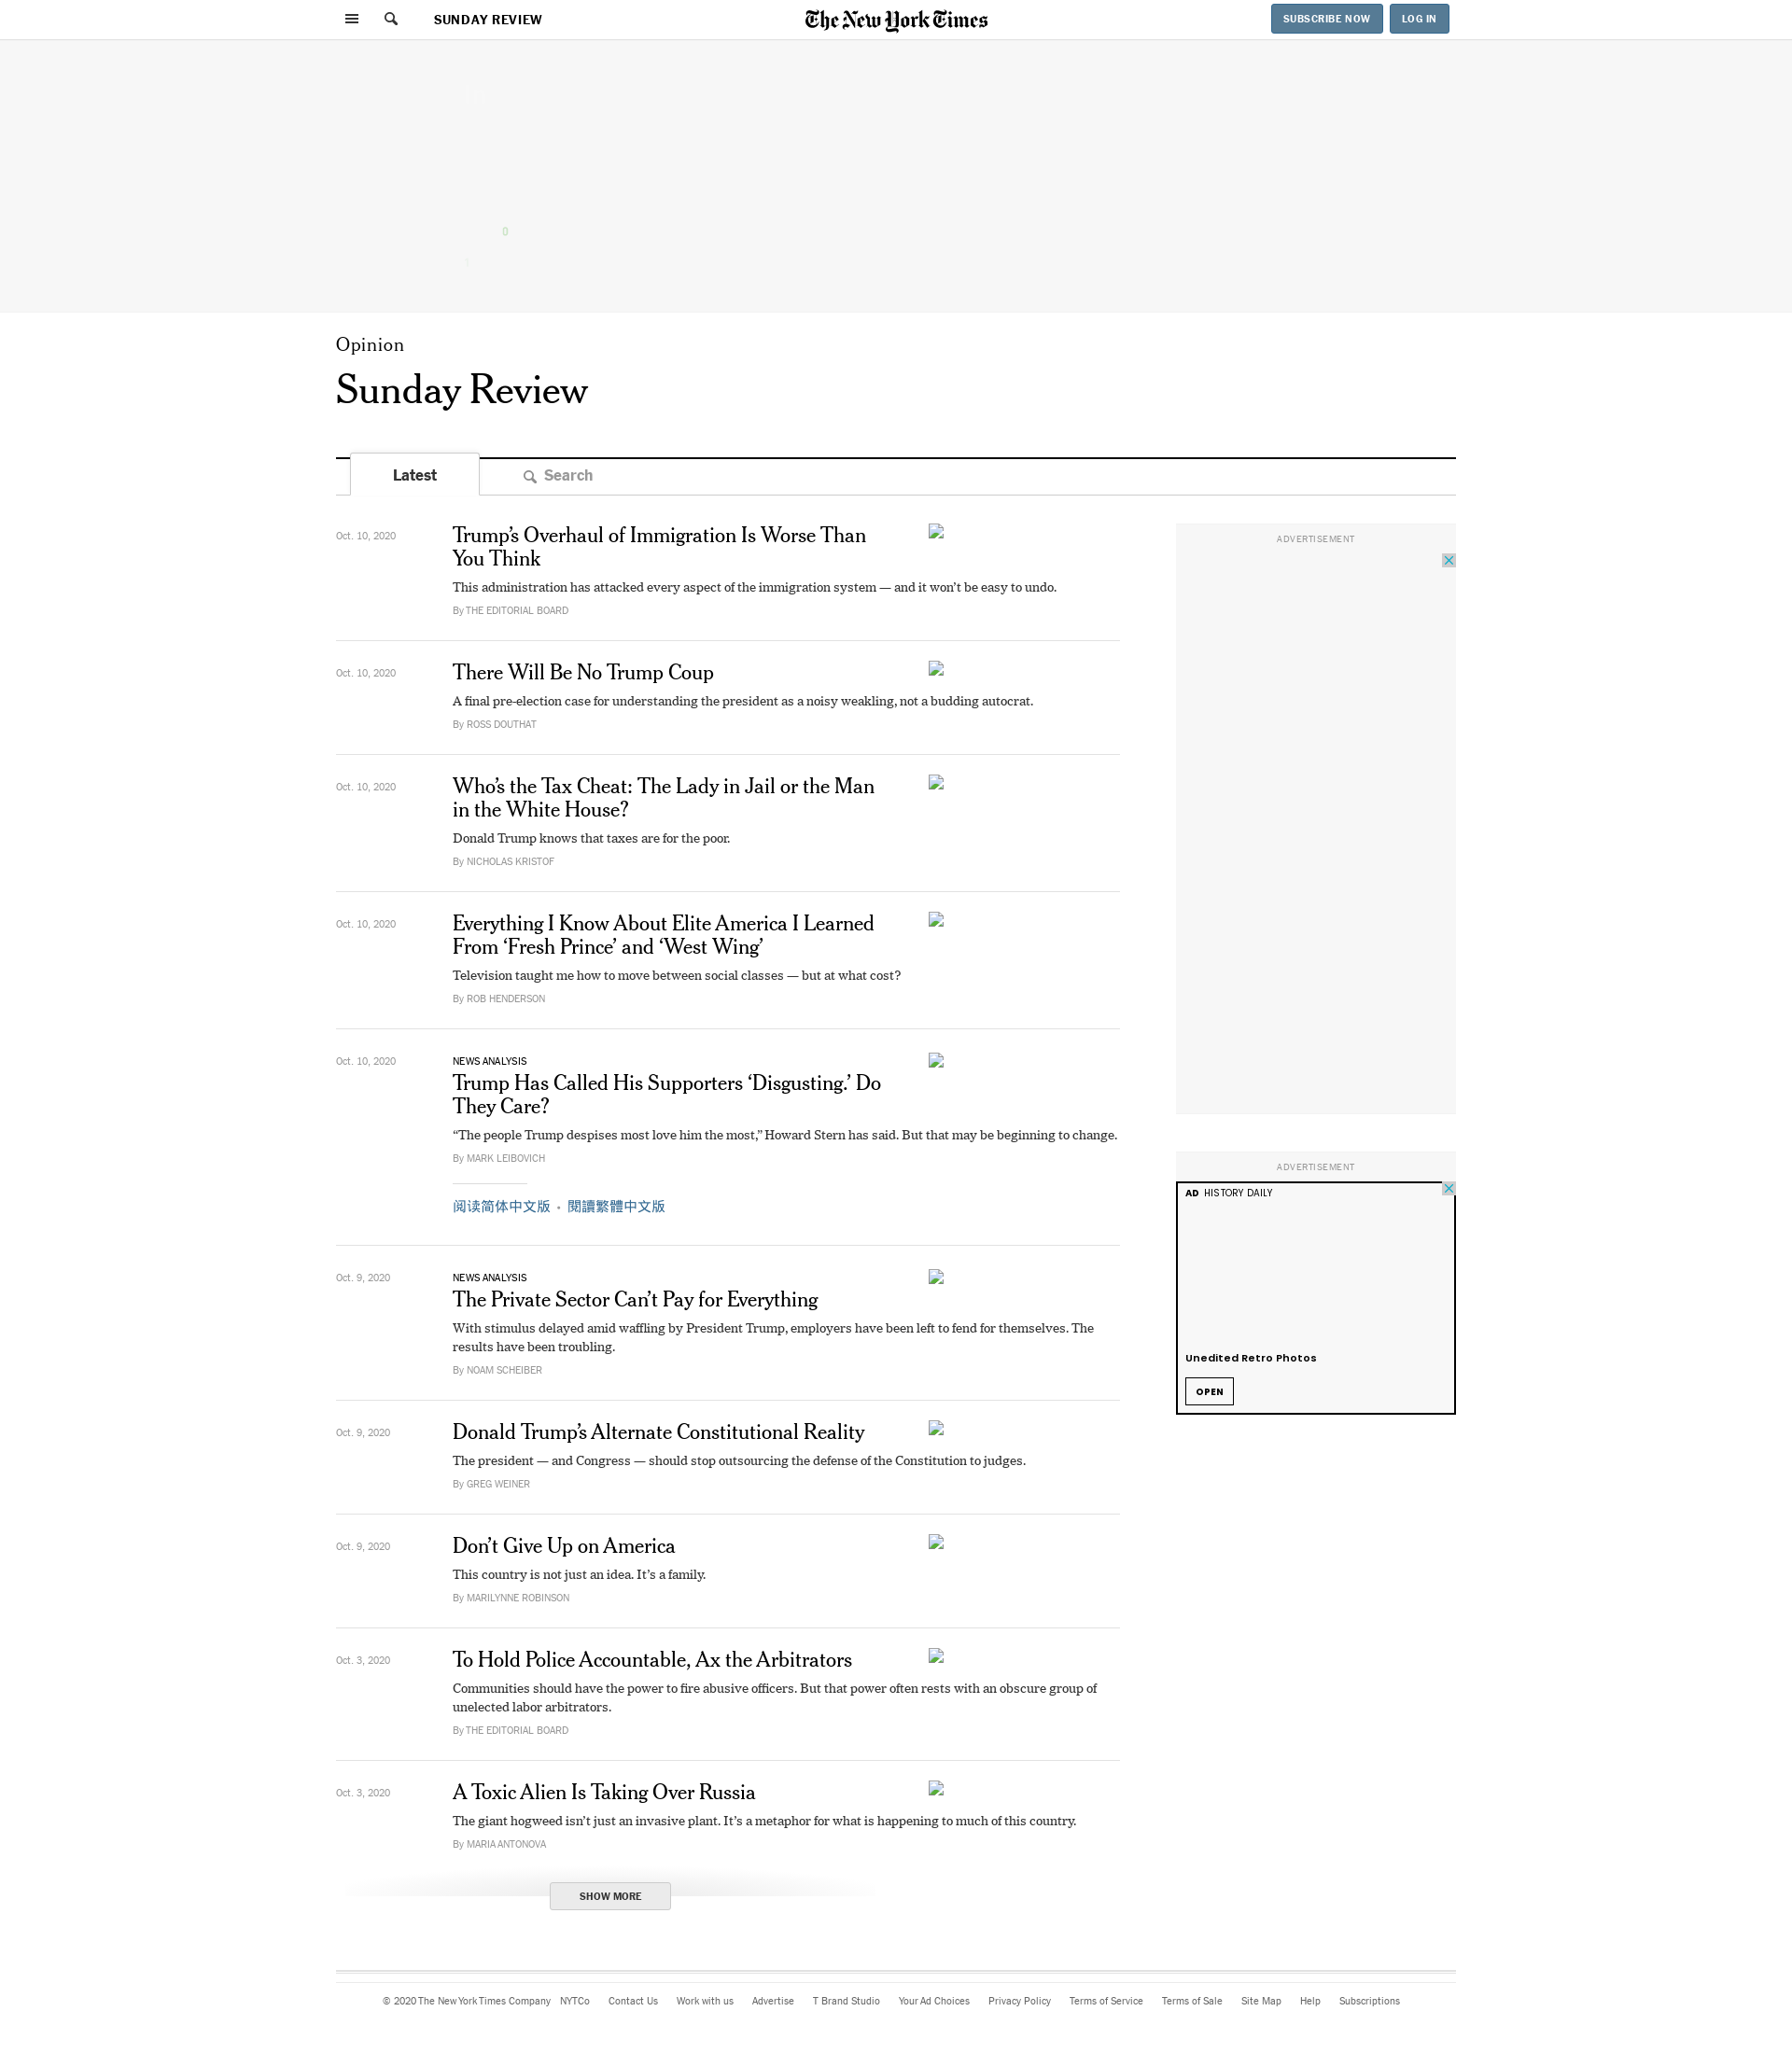 SUNDAY REVIEW
The New York Times
SUBSCRIBE NOW
LOG IN
0
Opinion
Sunday Review
Latest
Search
Oct. 10, 2020
Trump’s Overhaul of Immigration Is Worse Than
You Think
This administration has attacked every aspect of the immigration system — and it won’t be easy to undo.
By THE EDITORIAL BOARD
Oct. 10, 2020
There Will Be No Trump Coup
A final pre-election case for understanding the president as a noisy weakling, not a budding autocrat.
By ROSS DOUTHAT
Oct. 10, 2020
Who’s the Tax Cheat: The Lady in Jail or the Man
in the White House?
Donald Trump knows that taxes are for the poor.
By NICHOLAS KRISTOF
Oct. 10, 2020
Everything I Know About Elite America I Learned
From ‘Fresh Prince’ and ‘West Wing’
Television taught me how to move between social classes — but at what cost?
By ROB HENDERSON
Oct. 10, 2020
NEWS ANALYSIS
Trump Has Called His Supporters ‘Disgusting.’ Do
They Care?
“The people Trump despises most love him the most,” Howard Stern has said. But that may be beginning to change.
By MARK LEIBOVICH
阅读简体中文版 • 閱讀繁體中文版
Oct. 9, 2020
NEWS ANALYSIS
The Private Sector Can’t Pay for Everything
With stimulus delayed amid waffling by President Trump, employers have been left to fend for themselves. The
results have been troubling.
By NOAM SCHEIBER
Oct. 9, 2020
Donald Trump’s Alternate Constitutional Reality
The president — and Congress — should stop outsourcing the defense of the Constitution to judges.
By GREG WEINER
Oct. 9, 2020
Don’t Give Up on America
This country is not just an idea. It’s a family.
By MARILYNNE ROBINSON
Oct. 3, 2020
To Hold Police Accountable, Ax the Arbitrators
Communities should have the power to fire abusive officers. But that power often rests with an obscure group of
unelected labor arbitrators.
By THE EDITORIAL BOARD
Oct. 3, 2020
A Toxic Alien Is Taking Over Russia
The giant hogweed isn’t just an invasive plant. It’s a metaphor for what is happening to much of this country.
By MARIA ANTONOVA
SHOW MORE
ADVERTISEMENT
ADVERTISEMENT
AD HISTORY DAILY
Unedited Retro Photos
OPEN
© 2020 The New York Times Company NYTCo Contact Us Work with us Advertise T Brand Studio Your Ad Choices Privacy Policy Terms of Service Terms of Sale Site Map Help Subscriptions